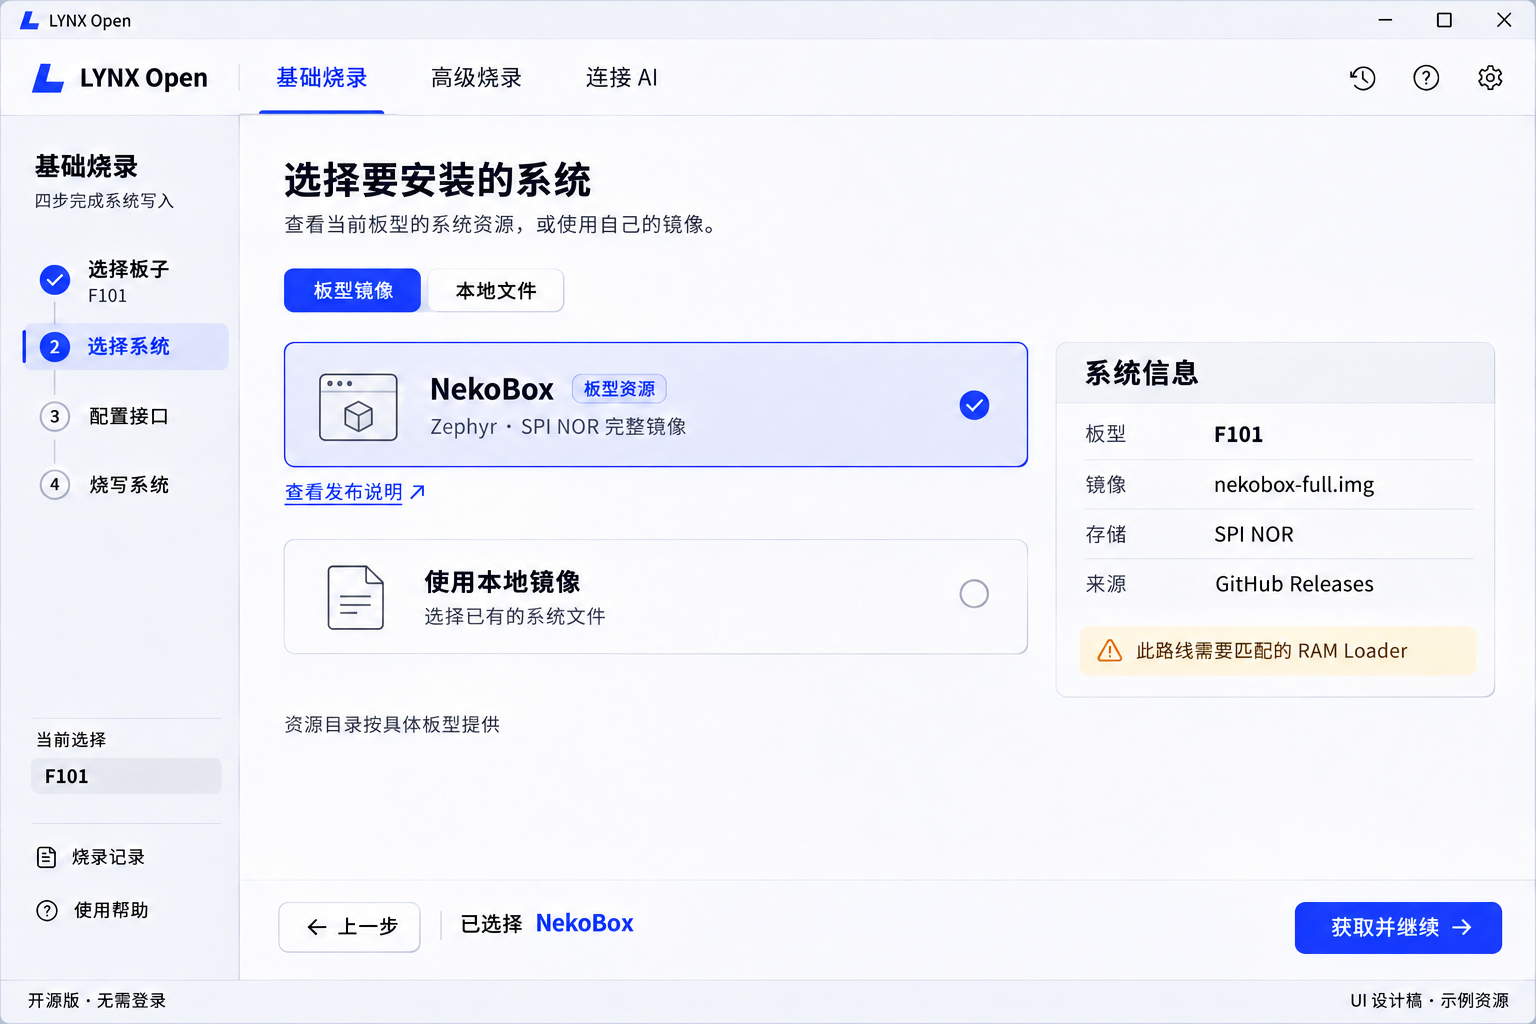 LYNX Open
LYNX Open
基础烧录
高级烧录
连接 AI
基础烧录
四步完成系统写入
选择板子
F101
2
选择系统
3
配置接口
4
烧写系统
当前选择
F101
烧录记录
使用帮助
选择要安装的系统
查看当前板型的系统资源，或使用自己的镜像。
板型镜像
本地文件
NekoBox
板型资源
Zephyr · SPI NOR 完整镜像
查看发布说明
使用本地镜像
选择已有的系统文件
资源目录按具体板型提供
系统信息
板型 F101
镜像 nekobox-full.img
存储 SPI NOR
来源 GitHub Releases
此路线需要匹配的 RAM Loader
← 上一步
已选择 NekoBox
获取并继续 →
开源版 · 无需登录
UI 设计稿 · 示例资源